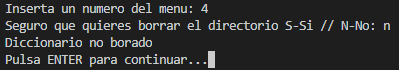 Inserta un numero del menu: 4
Seguro que quieres borrar el directorio S-Si // N-No: n
Diccionario no borado
Pulsa ENTER para continuar...